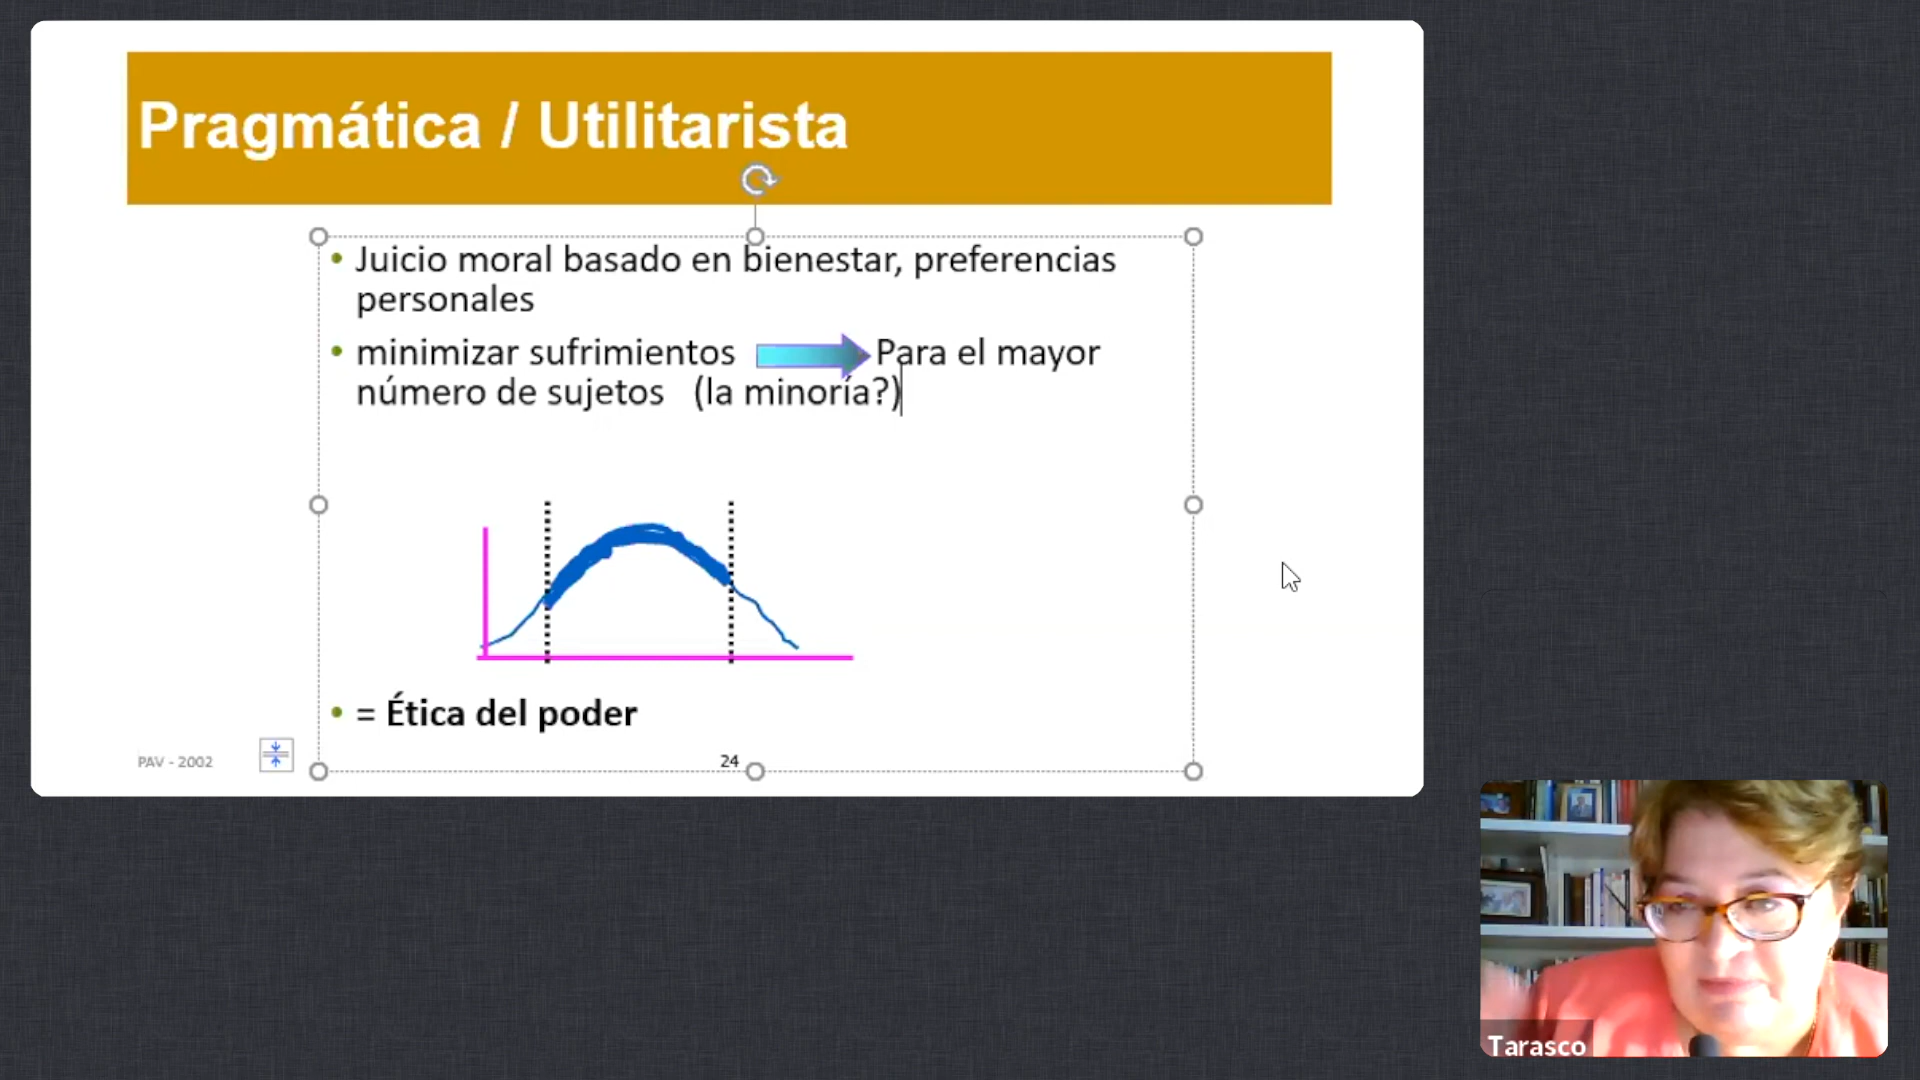 Pragmática / Utilitarista
• Juicio moral basado en bienestar, preferencias
personales
• minimizar sufrimientos Para el mayor
número de sujetos (la minoría?)
• = Ética del poder
PAV - 2002
24
Tarasco